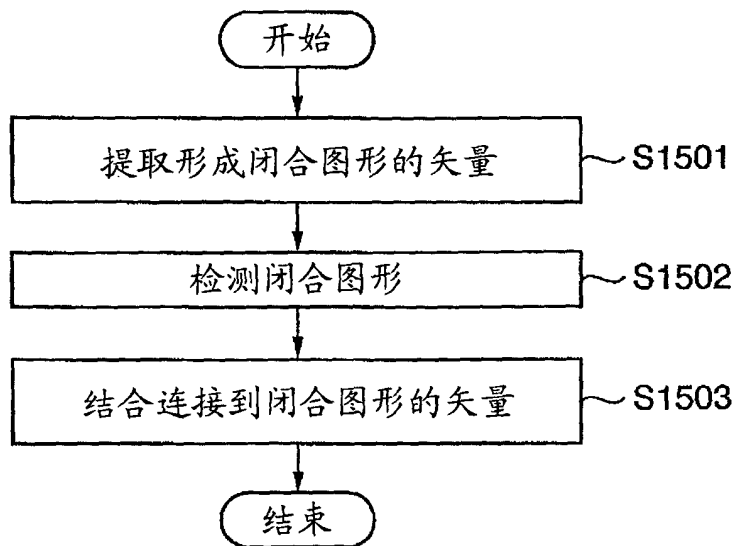 开始
提取形成闭合图形的矢量
S1501
检测闭合图形
S1502
结合连接到闭合图形的矢量
S1503
结束